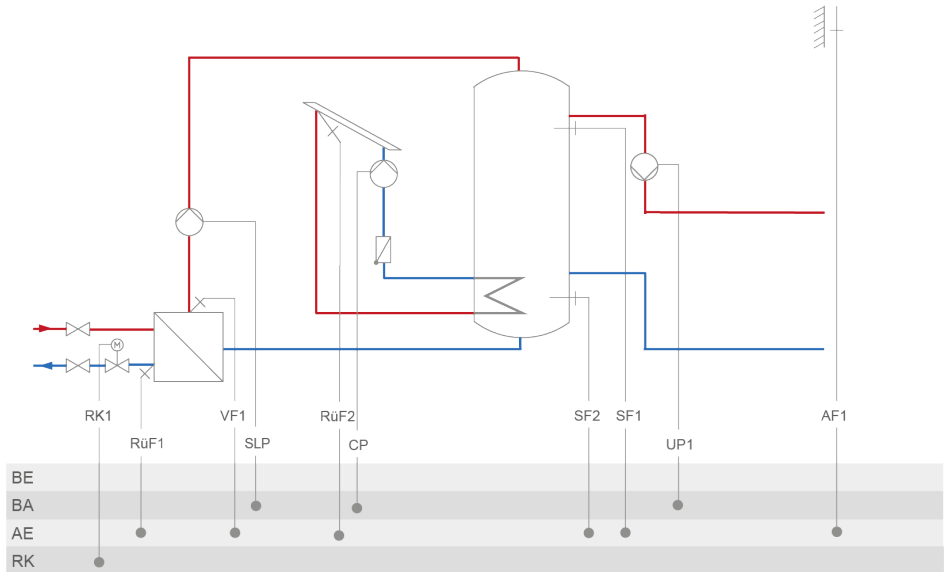 M
RK1
VF1
RüF2
SF2
SF1
AF1
RüF1
SLP
CP
UP1
BE
BA
AE
RK